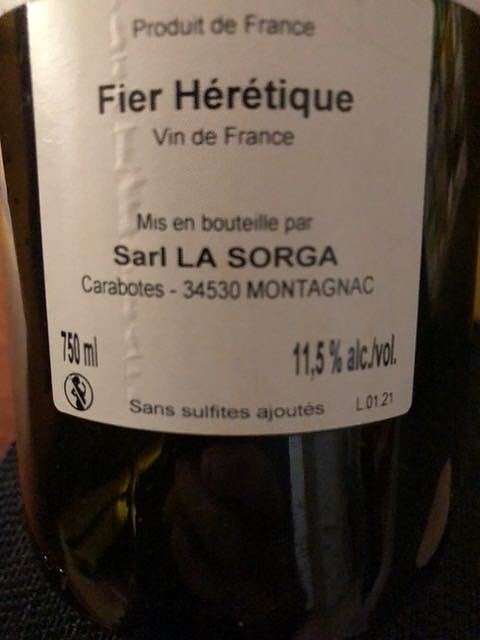 Produit de France
Fier Hérétique
Vin de France
Mis en bouteille par
Sarl LA SORGA
Carabotes - 34530 MONTAGNAC
750 ml
11,5 % alc./vol.
Sans sulfites ajoutés
L.01.21